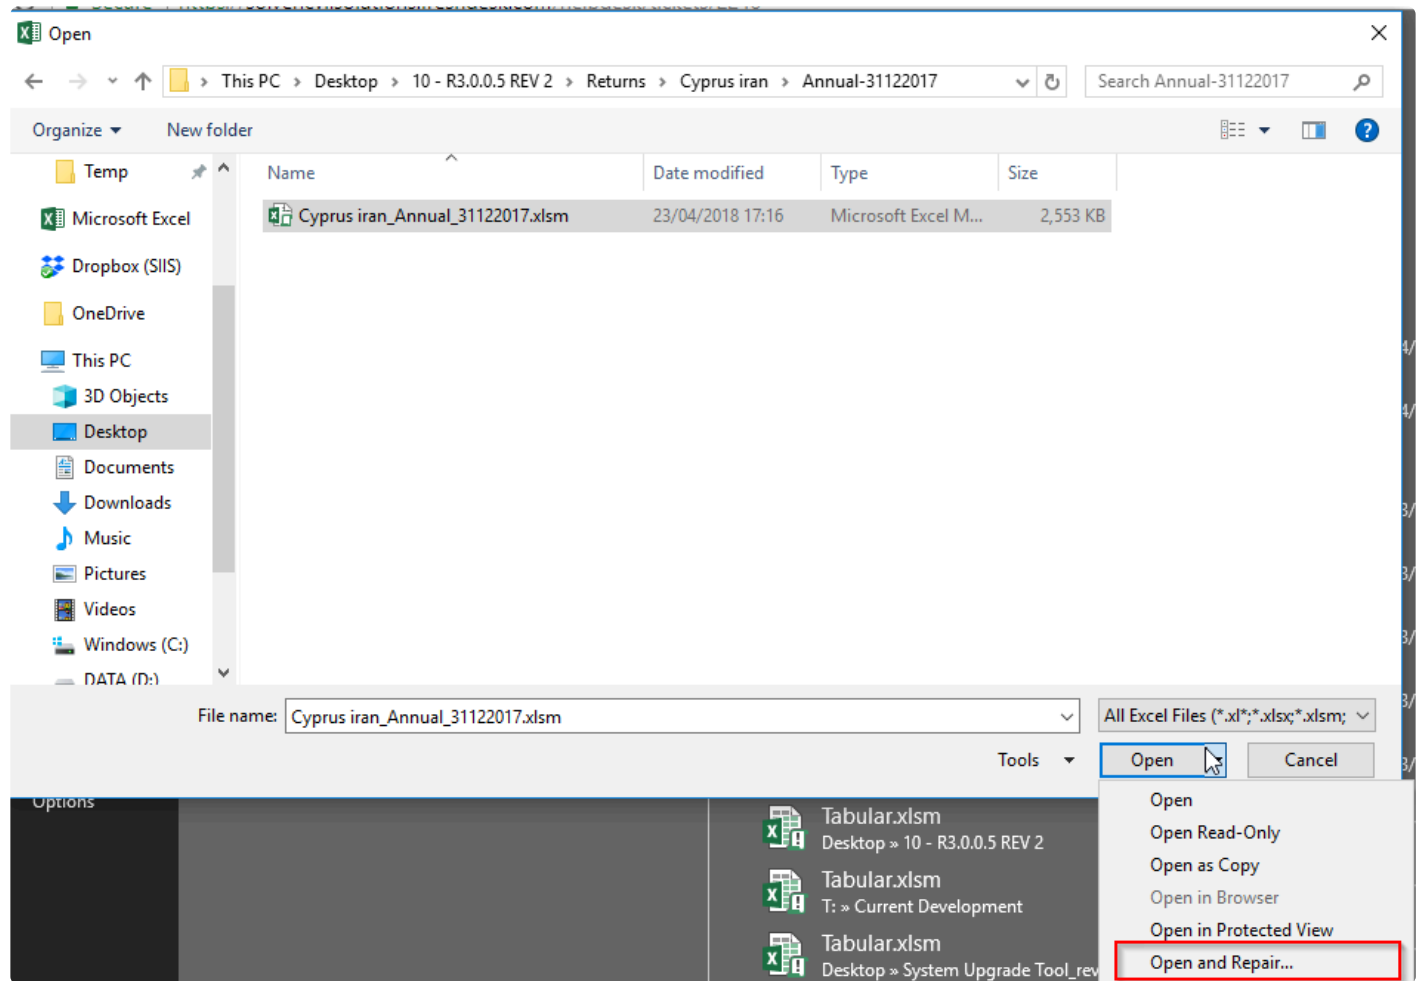 Open
This PC > Desktop > 10 - R3.0.0.5 REV 2 > Returns > Cyprus iran > Annual-31122017
Search Annual-31122017
Organize
New folder
Temp
Microsoft Excel
Dropbox (SIIS)
OneDrive
This PC
3D Objects
Desktop
Documents
Downloads
Music
Pictures
Videos
Windows (C:)
DATA (D:)
Name Date modified Type Size
Cyprus iran_Annual_31122017.xlsm 23/04/2018 17:16 Microsoft Excel M... 2,553 KB
File name: Cyprus iran_Annual_31122017.xlsm
All Excel Files (*.xl*;*.xlsx;*.xlsm;
Tools Open Cancel
Options
Tabular.xlsm
Desktop » 10 - R3.0.0.5 REV 2
Tabular.xlsm
T: » Current Development
Tabular.xlsm
Desktop » System Upgrade Tool_rev
Open
Open Read-Only
Open as Copy
Open in Browser
Open in Protected View
Open and Repair...